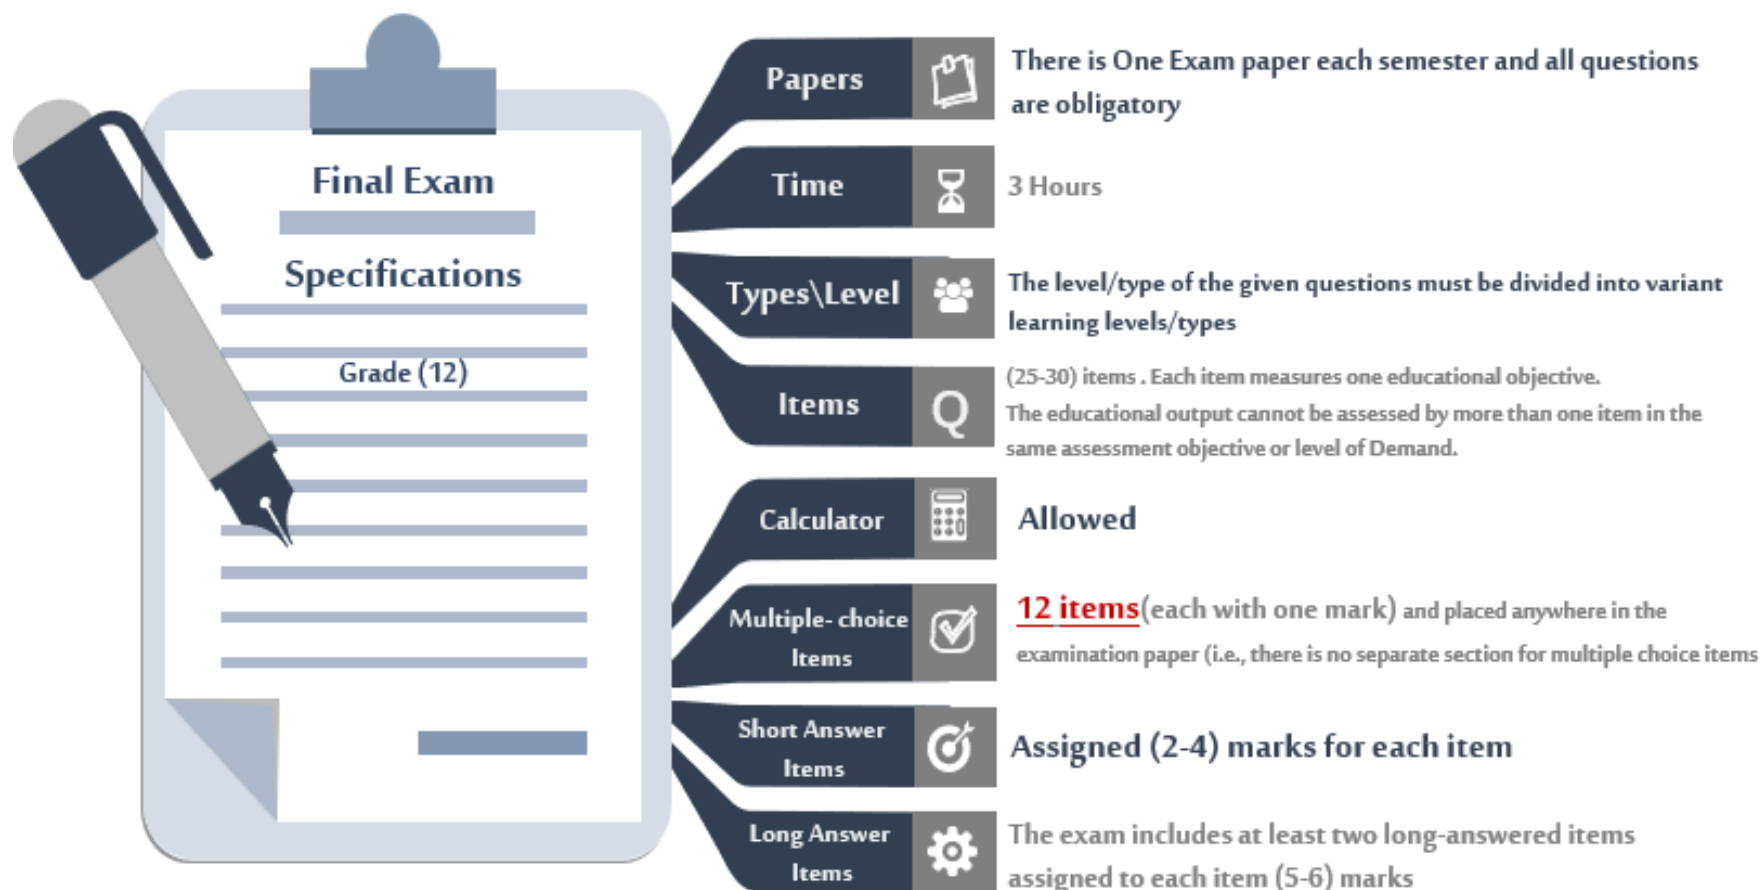 Final Exam
Specifications
Grade (12)
Papers
There is One Exam paper each semester and all questions
are obligatory
Time
3 Hours
Types\Level
The level/type of the given questions must be divided into variant
learning levels/types
Items
Q
(25-30) items . Each item measures one educational objective.
The educational output cannot be assessed by more than one item in the
same assessment objective or level of Demand.
Calculator
Allowed
Multiple- choice
Items
12 items(each with one mark) and placed anywhere in the
examination paper (i.e., there is no separate section for multiple choice items
Short Answer
Items
Assigned (2-4) marks for each item
Long Answer
Items
The exam includes at least two long-answered items
assigned to each item (5-6) marks